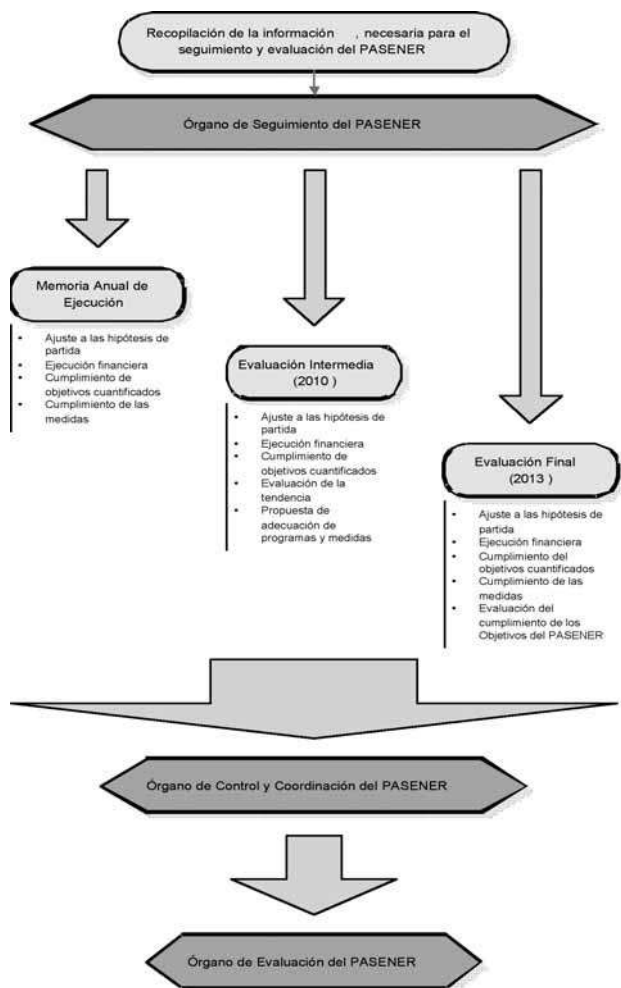 Recopilación de la información , necesaria para el
seguimiento y evaluación del PASENER
Órgano de Seguimiento del PASENER
Memoria Anual de
Ejecución
• Ajuste a las hipótesis de
partida
• Ejecución financiera
• Cumplimiento de
objetivos cuantificados
• Cumplimiento de las
medidas
Evaluación Intermedia
(2010 )
• Ajuste a las hipótesis de
partida
• Ejecución financiera
• Cumplimiento de
objetivos cuantificados
• Evaluación de la
tendencia
• Propuesta de
adecuación de
programas y medidas
Evaluación Final
(2013 )
• Ajuste a las hipótesis de
partida
• Ejecución financiera
• Cumplimiento del
objetivos cuantificados
• Cumplimiento de las
medidas
• Evaluación del
cumplimiento de los
Objetivos del PASENER
Órgano de Control y Coordinación del PASENER
Órgano de Evaluación del PASENER